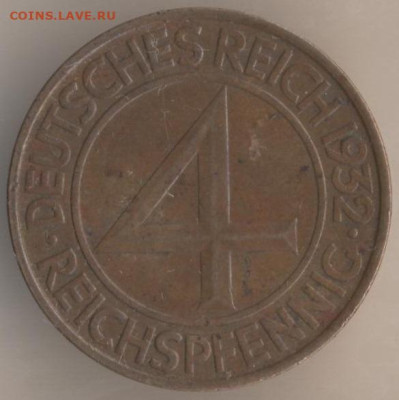 COINS.LAVE.RU
DEUTSCHES REICH 1932
4
REICHSPFENNIG